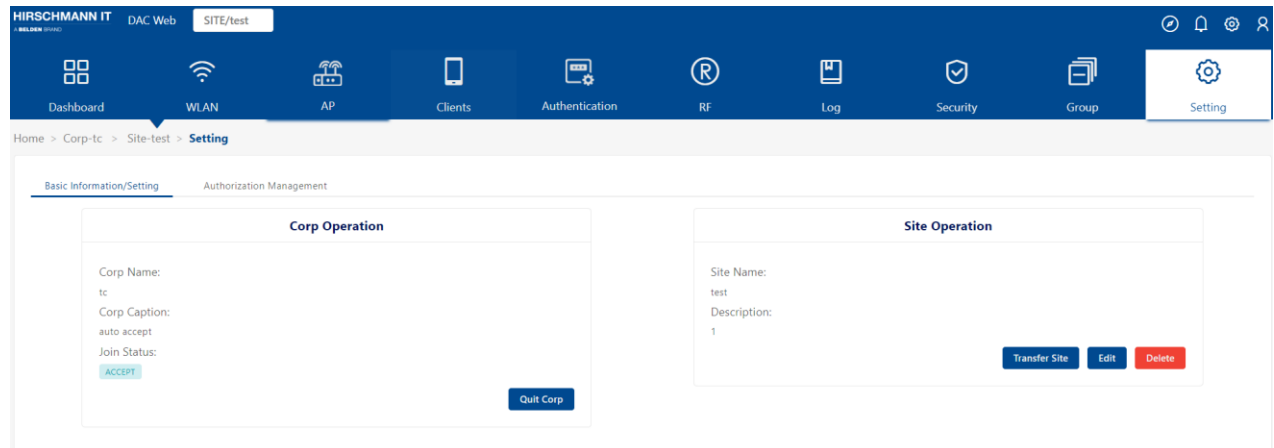 HIRSCHMANN IT DAC Web SITE/test
A BELDEN BRAND
Dashboard WLAN AP Clients Authentication RF Log Security Group Setting
Home > Corp-tc > Site-test > Setting
Basic Information/Setting Authorization Management
Corp Operation
Corp Name:
tc
Corp Caption:
auto accept
Join Status:
ACCEPT
Quit Corp
Site Operation
Site Name:
test
Description:
1
Transfer Site Edit Delete